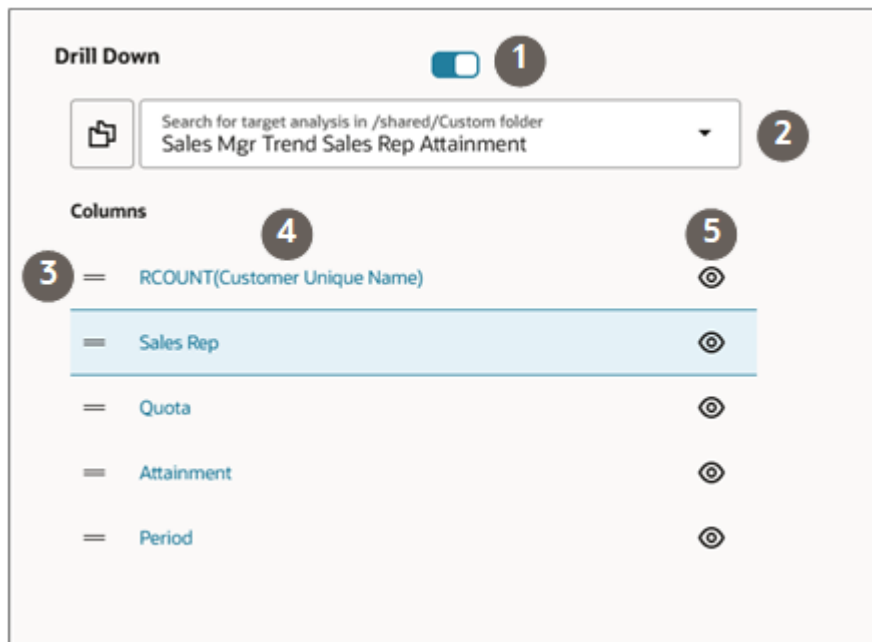 Drill Down
1
Search for target analysis in /shared/Custom folder
Sales Mgr Trend Sales Rep Attainment
2
Columns
4
5
3
RCOUNT(Customer Unique Name)
Sales Rep
Quota
Attainment
Period